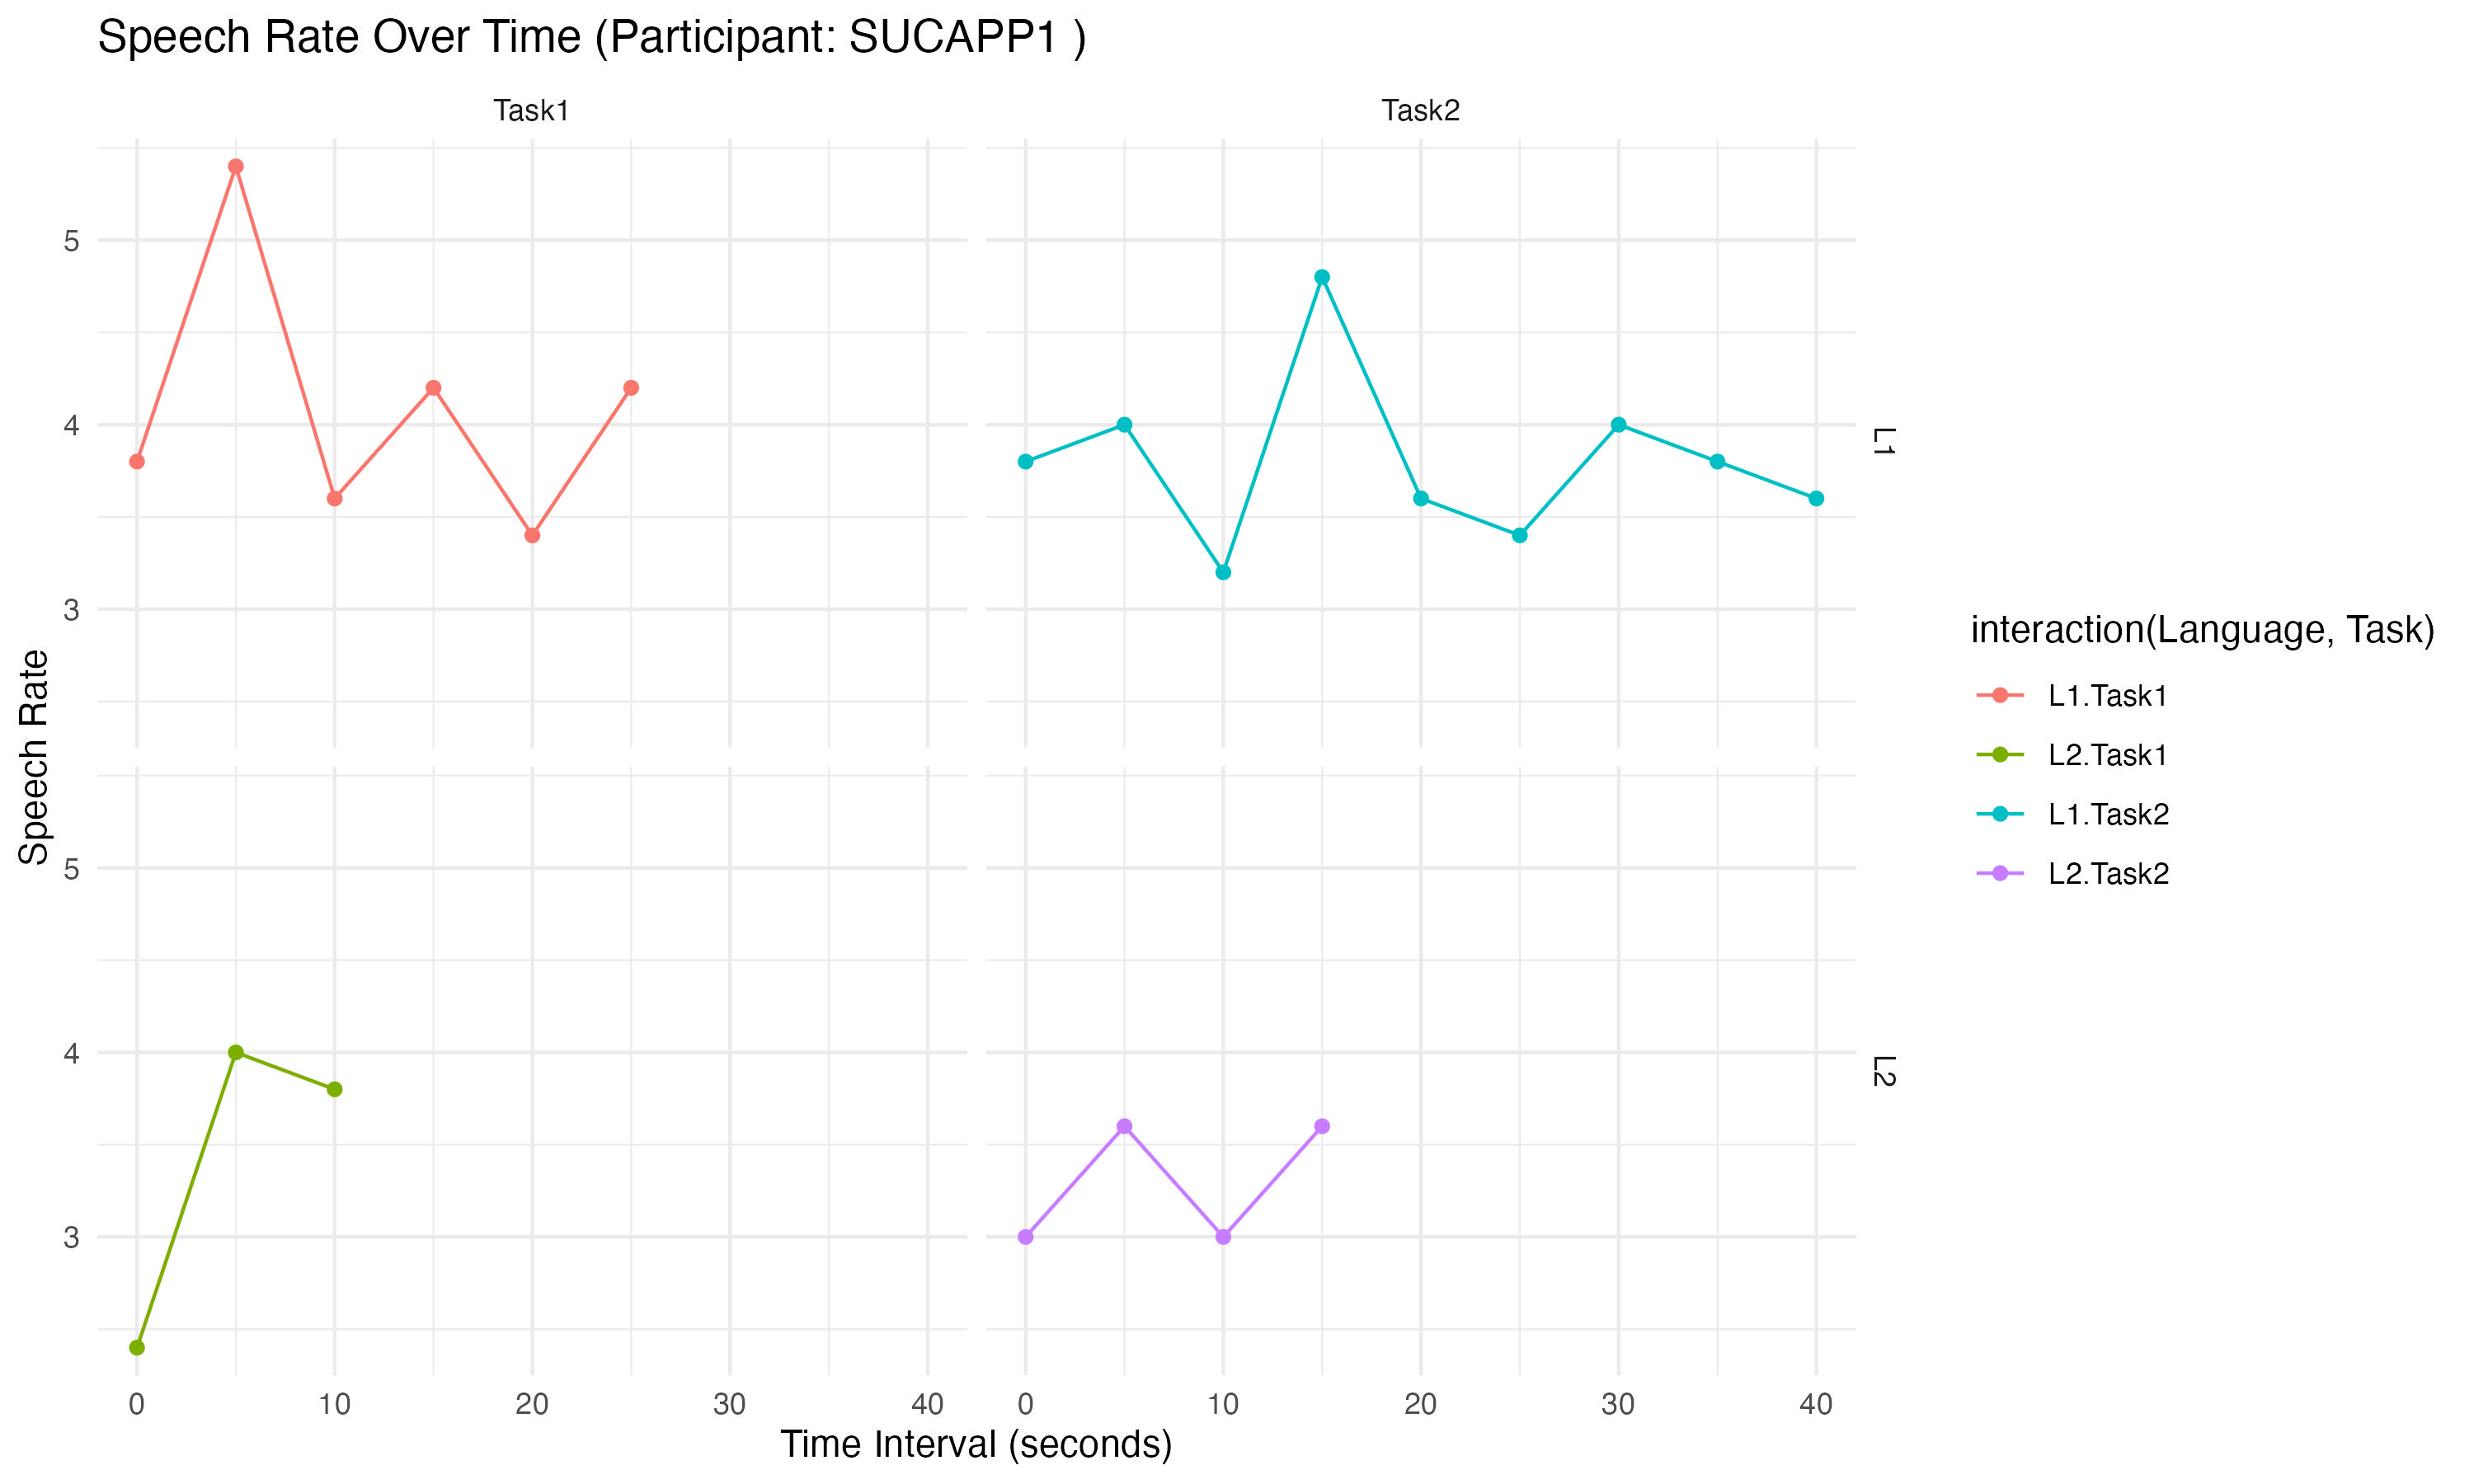 Speech Rate Over Time (Participant: SUCAPP1 )
Task1
Task2
5
4
3
L1
Speech Rate
5
4
3
L2
0 10 20 30 40
0 10 20 30 40
Time Interval (seconds)
interaction(Language, Task)
L1.Task1
L2.Task1
L1.Task2
L2.Task2